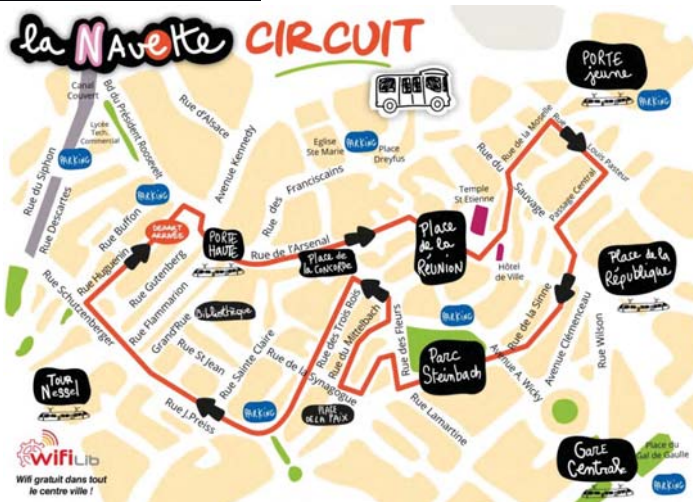 la Navette CIRCUIT
PORTE
jeune
PARKING
Canal
Couvert
Bd du Président Roosevelt
Lycée
Tech.
Commercial
Rue d'Alsace
Avenue Kennedy
PARKING
PARKING
Eglise
Ste Marie
PARKING
Place
Dreyfus
Rue des
Franciscains
Rue du
Sauvage
Rue de la Moselle
Rue
Louis Pasteur
Passage Central
Temple
St Etienne
Rue du Siphon
Rue Descartes
Rue Buffon
DÉPART
ARRIVÉE
PORTE
HAUTE
Rue de l'Arsenal
Place
de la
CONCORDE
Place
de la
RÉUNION
Hôtel
de Ville
Place de la
République
Rue Huguenin
Rue Schutzenberger
Rue Gutenberg
Rue Flammarion
Grand'Rue
Bibliothèque
Rue St Jean
Rue Sainte Claire
Rue des Trois Rois
Rue du Mittelbach
Rue de la Synagogue
Rue des Fleurs
PARKING
Parc
Steinbach
Rue de la Sinne
Avenue Clémenceau
Rue Wilson
Avenue A. Wicky
TOUR
Nessel
Rue J.Preiss
PARKING
PLACE
DE LA PAIX
Rue Lamartine
GARE
Central
Place du
Gal de Gaulle
PARKING
wifi Lib
Wifi gratuit dans tout
le centre ville !